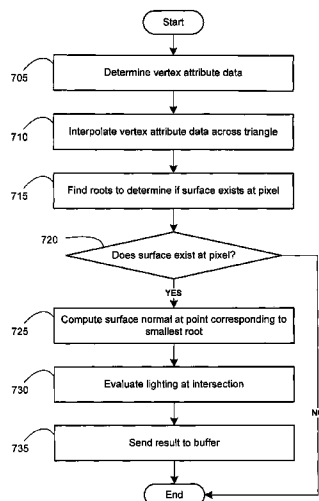 Start
705
Determine vertex attribute data
710
Interpolate vertex attribute data across triangle
715
Find roots to determine if surface exists at pixel
720
Does surface exist at pixel?
YES
725
Compute surface normal at point corresponding to
smallest root
730
Evaluate lighting at intersection
NO
735
Send result to buffer
End